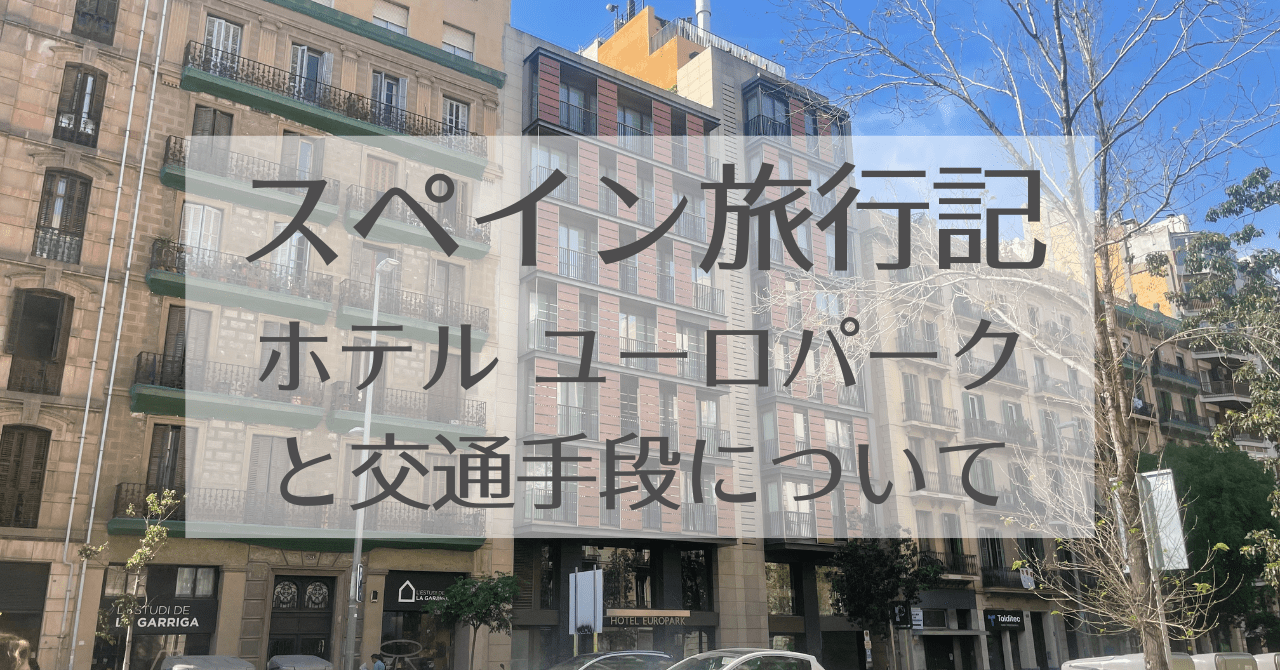 スペイン旅行記
ホテル ユーロパーク
と交通手段について
L'ESTUDI DE
LA GARRIGA
L'ESTUDI DE
LA GARRIGA
HOTEL EUROPARK
Tolditec